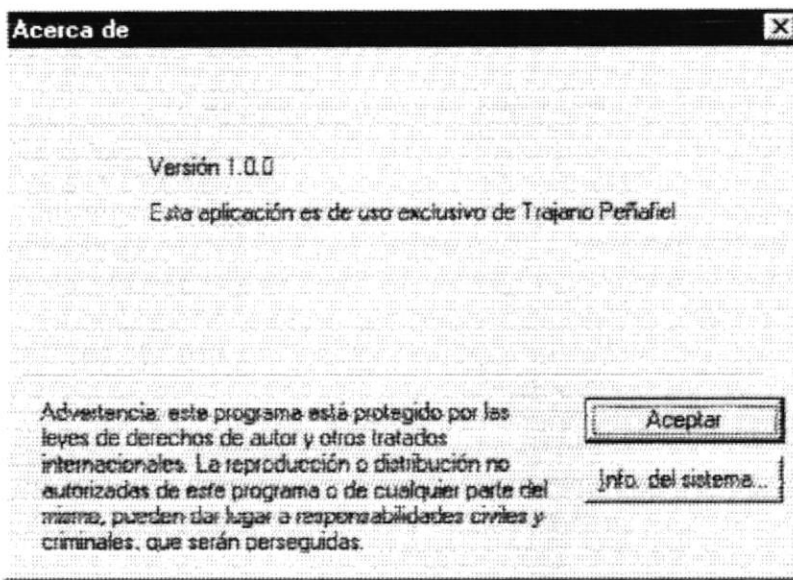 Acerca de
Versión 1.0.0
Esta aplicación es de uso exclusivo de Trajano Peñafiel
Advertencia: este programa está protegido por las
leyes de derechos de autor y otros tratados
internacionales. La reproducción o distribución no
autorizadas de este programa o de cualquier parte del
mismo, pueden dar lugar a responsabilidades civiles y
criminales, que serán perseguidas.
Aceptar
Info. del sistema...